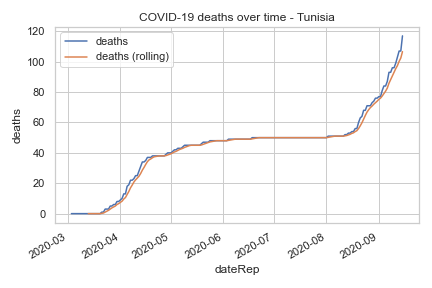 COVID-19 deaths over time - Tunisia
deaths
deaths (rolling)
120
100
80
60
40
20
0
deaths
2020-03
2020-04
2020-05
2020-06
2020-07
2020-08
2020-09
dateRep